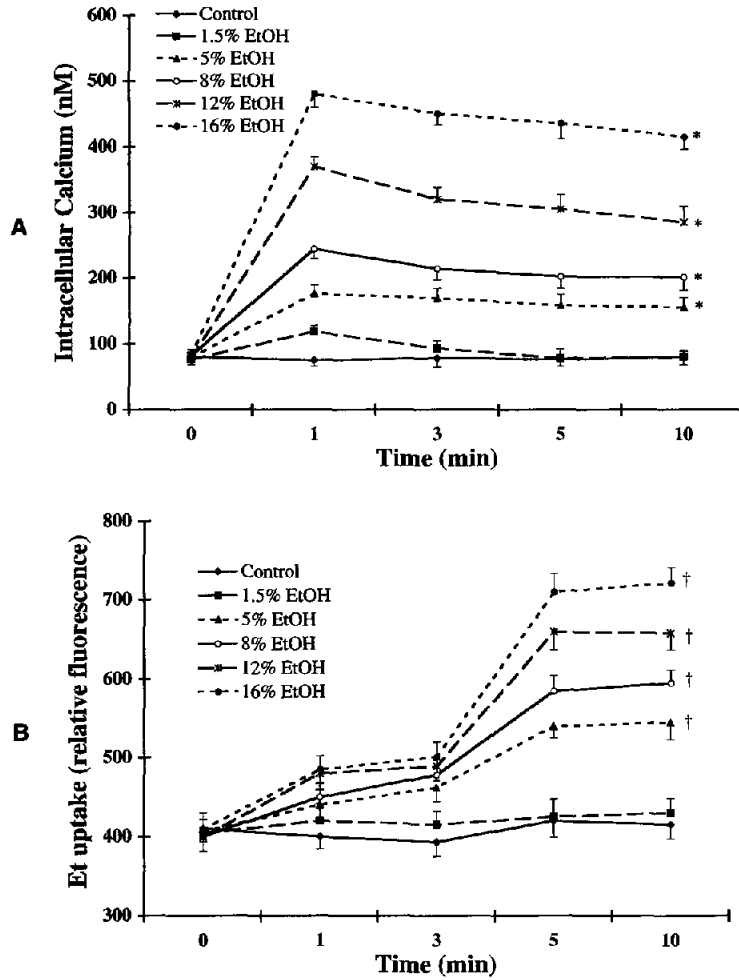 A
Intracellular Calcium (nM)
600
500
400
300
200
100
0
Control
1.5% EtOH
5% EtOH
8% EtOH
12% EtOH
16% EtOH
*
*
*
*
0 1 3 5 10
Time (min)
B
Et uptake (relative fluorescence)
800
700
600
500
400
300
Control
1.5% EtOH
5% EtOH
8% EtOH
12% EtOH
16% EtOH
†
†
†
†
0 1 3 5 10
Time (min)